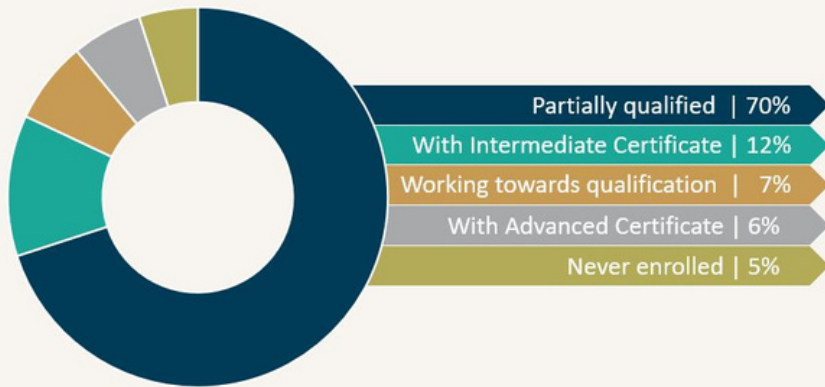 Partially qualified | 70%
With Intermediate Certificate | 12%
Working towards qualification | 7%
With Advanced Certificate | 6%
Never enrolled | 5%